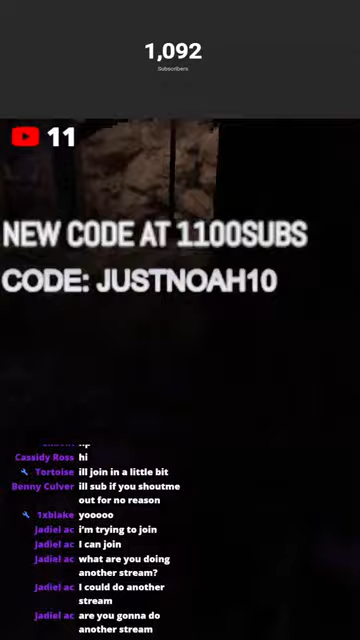 1,092
Subscribers
11
NEW CODE AT 1100SUBS
CODE: JUSTNOAH10
Cassidy Ross hi
Tortoise ill join in a little bit
Benny Culver ill sub if you shoutme
out for no reason
1xblake yooooo
Jadiel ac i'm trying to join
Jadiel ac I can join
Jadiel ac what are you doing
another stream?
Jadiel ac I could do another
stream
Jadiel ac are you gonna do
another stream